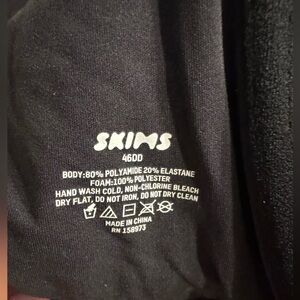 SKIMS
46DD
BODY:80% POLYAMIDE 20% ELASTANE
FOAM:100% POLYESTER
HAND WASH COLD, NON-CHLORINE BLEACH
DRY FLAT, DO NOT IRON, DO NOT DRY CLEAN
MADE IN CHINA
RN 158973